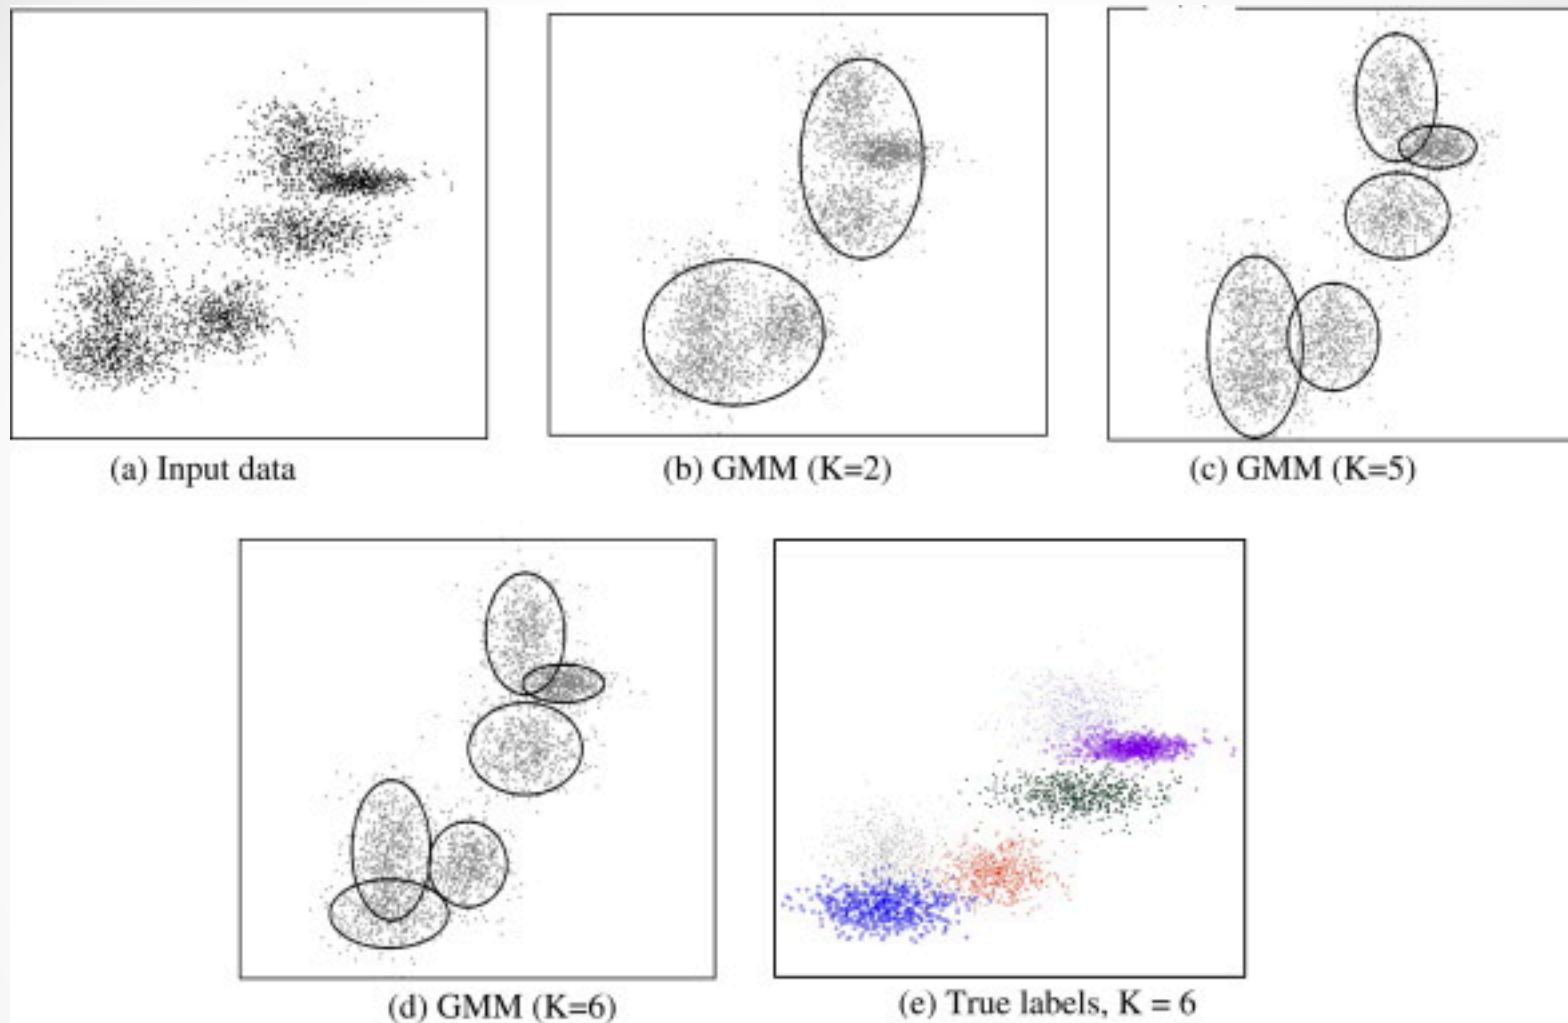 (a) Input data
(b) GMM (K=2)
(c) GMM (K=5)
(d) GMM (K=6)
(e) True labels, K = 6